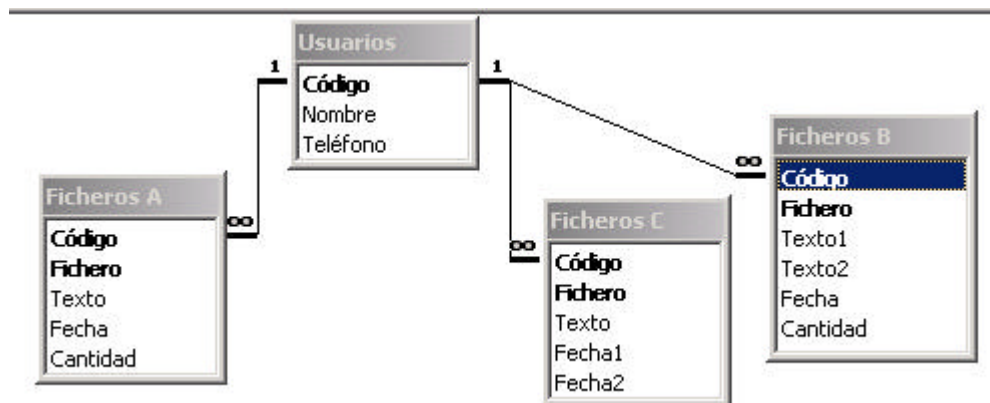 Usuarios
Código
Nombre
Teléfono
1
1
Ficheros A
Código
Fichero
Texto
Fecha
Cantidad
∞
Ficheros C
Código
Fichero
Texto
Fecha1
Fecha2
∞
Ficheros B
Código
Fichero
Texto1
Texto2
Fecha
Cantidad
∞